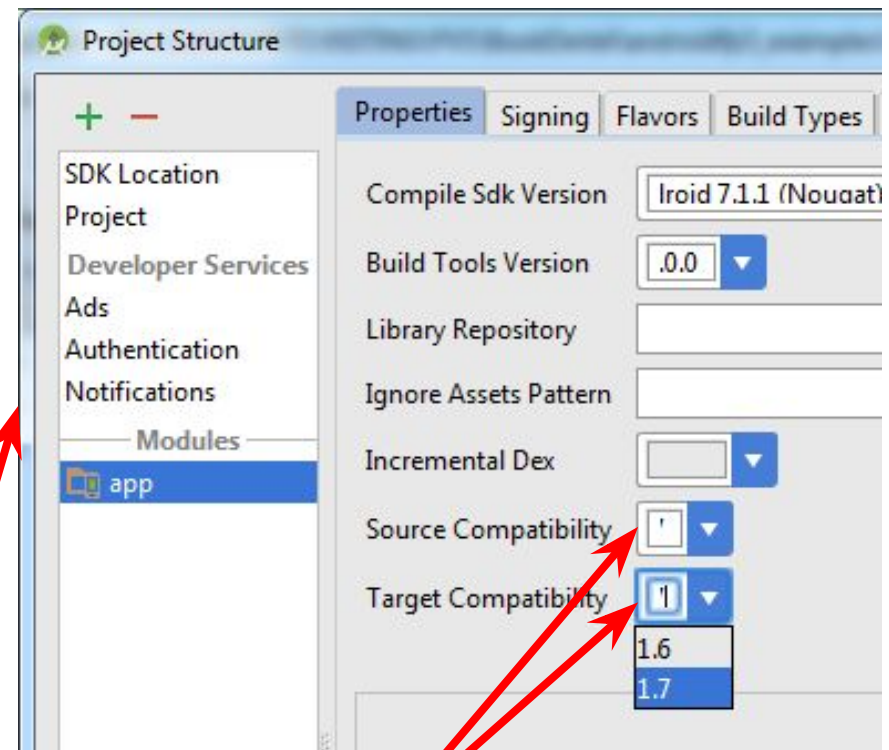 Project Structure
Properties
Signing
Flavors
Build Types
SDK Location
Project
Developer Services
Ads
Authentication
Notifications
Modules
app
Compile Sdk Version
lroid 7.1.1 (Nougat)
Build Tools Version
.0.0
Library Repository
Ignore Assets Pattern
Incremental Dex
Source Compatibility
Target Compatibility
1.6
1.7